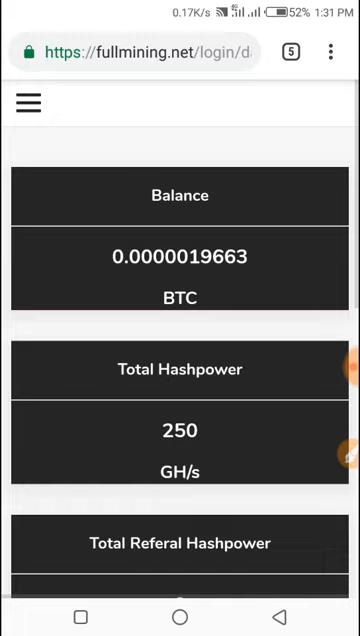 0.17K/s 4G 52% 1:31 PM
https://fullmining.net/login/d
5
Balance
0.0000019663
BTC
Total Hashpower
250
GH/s
Total Referal Hashpower